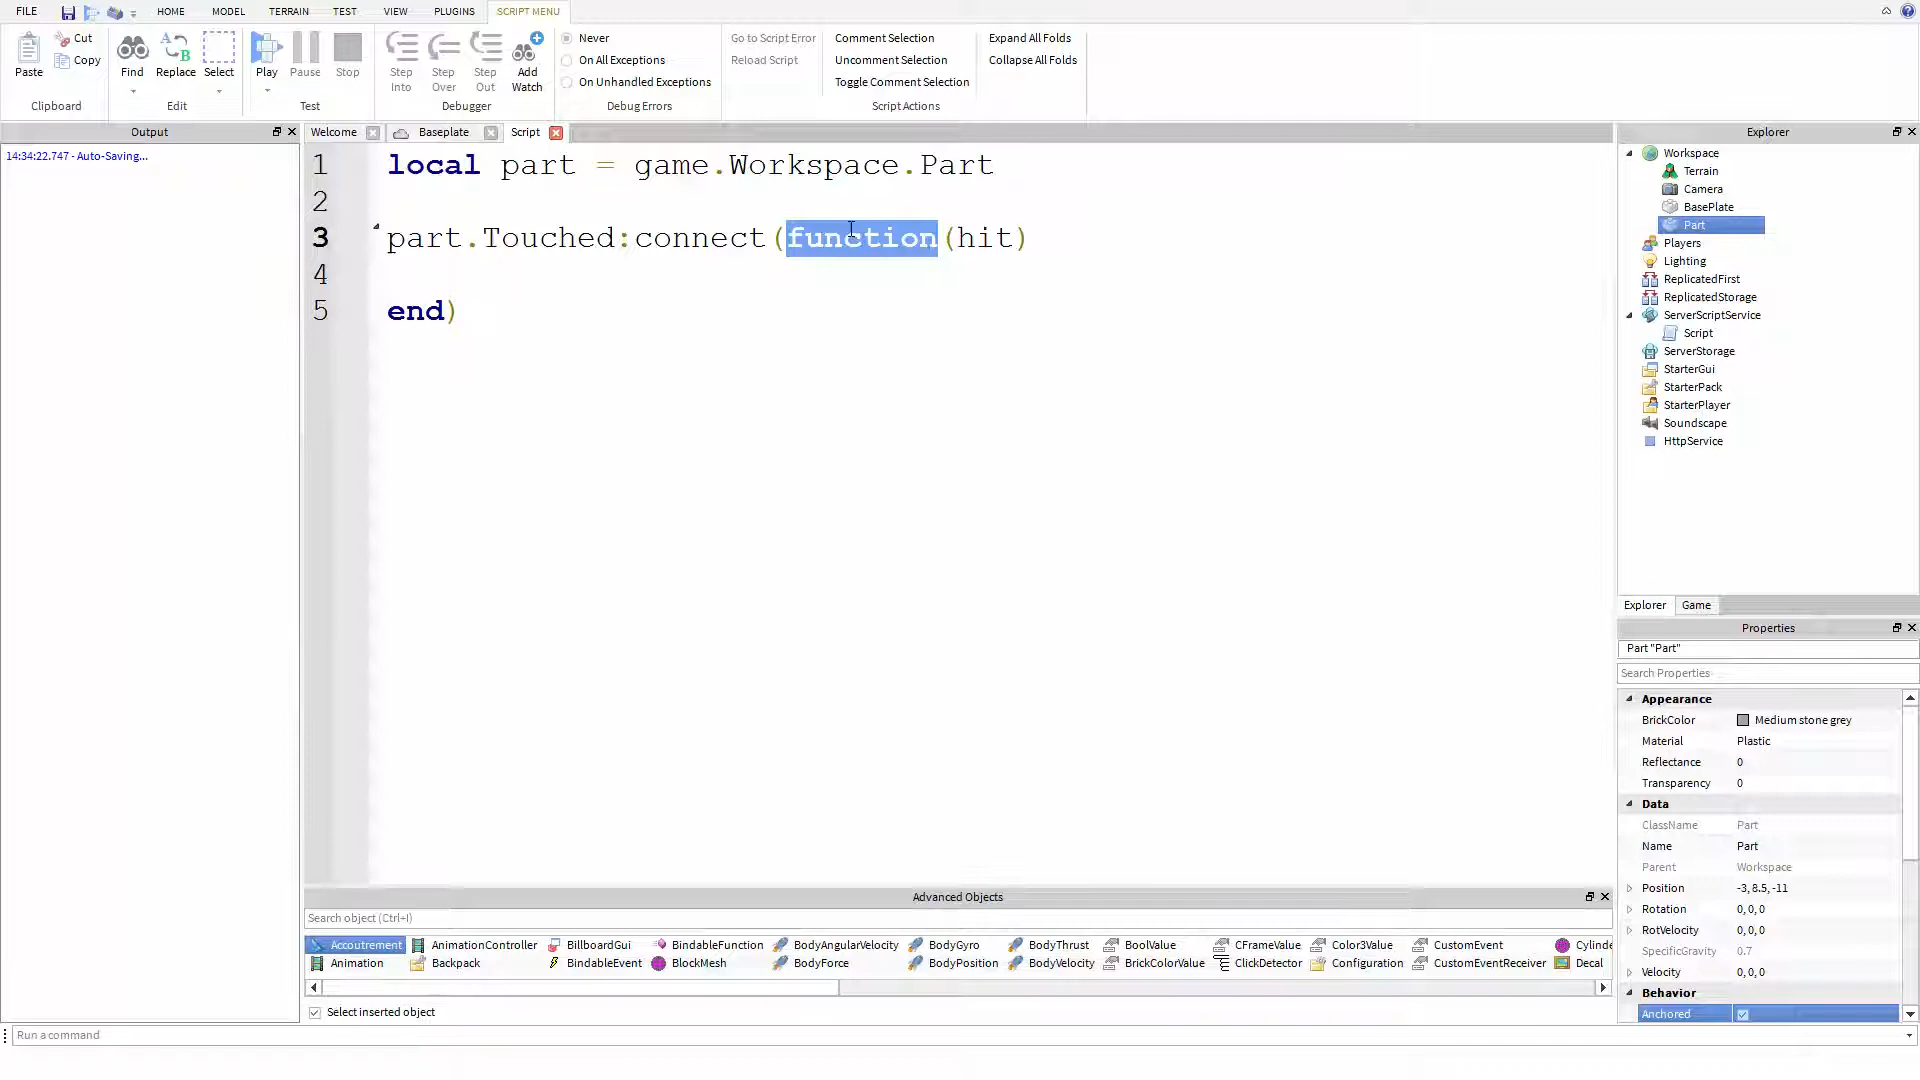 FILE HOME MODEL TERRAIN TEST VIEW PLUGINS SCRIPT MENU
Paste
Cut
Copy
Clipboard
Find Replace Select
Edit
Play Pause Stop
Test
Step Into
Step Over
Step Out
Add Watch
Debugger
Never
On All Exceptions
On Unhandled Exceptions
Debug Errors
Go to Script Error
Reload Script
Comment Selection
Uncomment Selection
Toggle Comment Selection
Script Actions
Expand All Folds
Collapse All Folds
Output
14:34:22.747 - Auto-Saving...
Welcome Baseplate Script
1 local part = game.Workspace.Part
2
3 part.Touched:connect(function(hit)
4
5 end)
Explorer
Workspace
Terrain
Camera
BasePlate
Part
Players
Lighting
ReplicatedFirst
ReplicatedStorage
ServerScriptService
Script
ServerStorage
StarterGui
StarterPack
StarterPlayer
Soundscape
HttpService
Explorer Game
Properties
Part "Part"
Search Properties
Appearance
BrickColor Medium stone grey
Material Plastic
Reflectance 0
Transparency 0
Data
ClassName Part
Name Part
Parent Workspace
Position -3, 8.5, -11
Rotation 0, 0, 0
RotVelocity 0, 0, 0
SpecificGravity 0.7
Velocity 0, 0, 0
Behavior
Anchored
Advanced Objects
Search object (Ctrl+I)
Accoutrement AnimationController BillboardGui BindableFunction BodyAngularVelocity BodyGyro BodyThrust BoolValue CFrameValue Color3Value CustomEvent Cylinde
Animation Backpack BindableEvent BlockMesh BodyForce BodyPosition BodyVelocity BrickColorValue ClickDetector Configuration CustomEventReceiver Decal
Select inserted object
Run a command